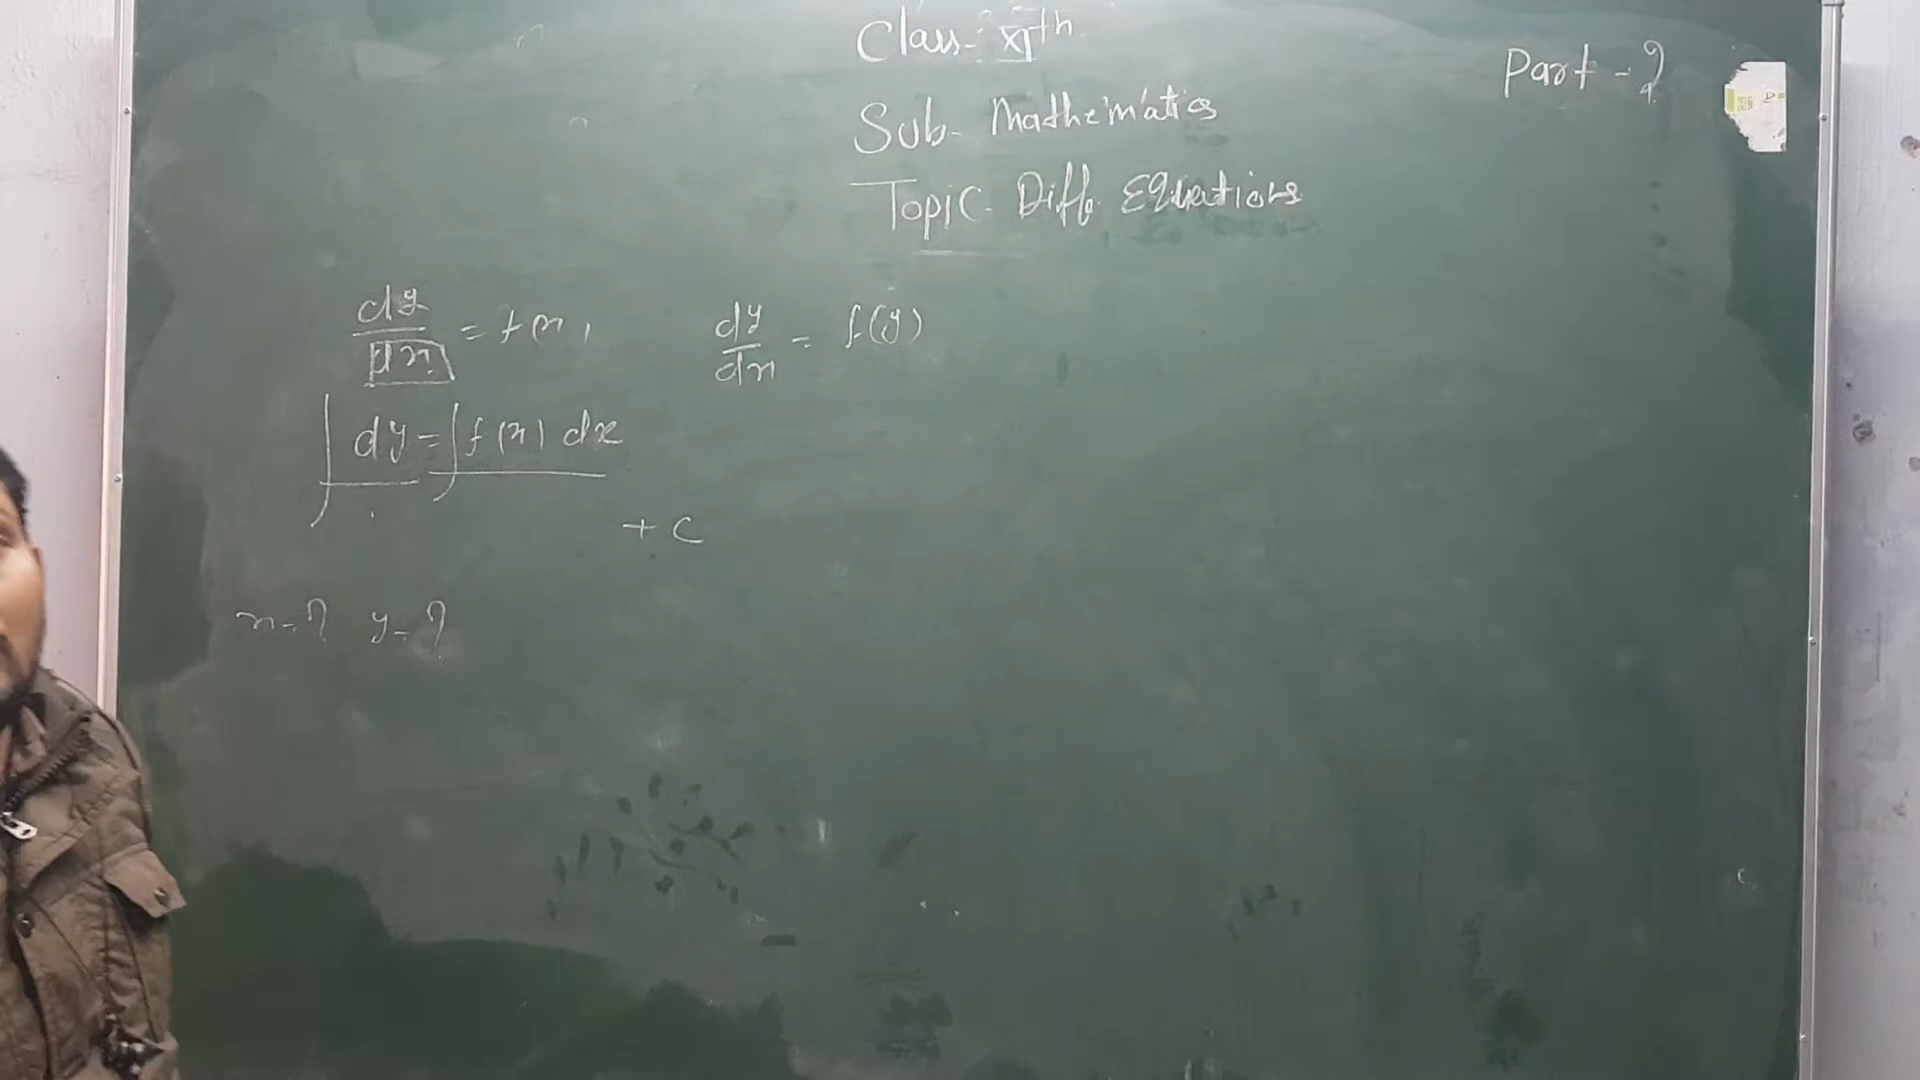 Class - XIth
Part - 2
Sub - Mathematics
Topic - Diff. Equations
dy/dx = f(x) dy/dx = f(y)
∫dy = ∫f(x) dx
+ c
x = ? y = ?